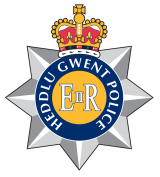 HEDDLU GWENT POLICE
EIIR